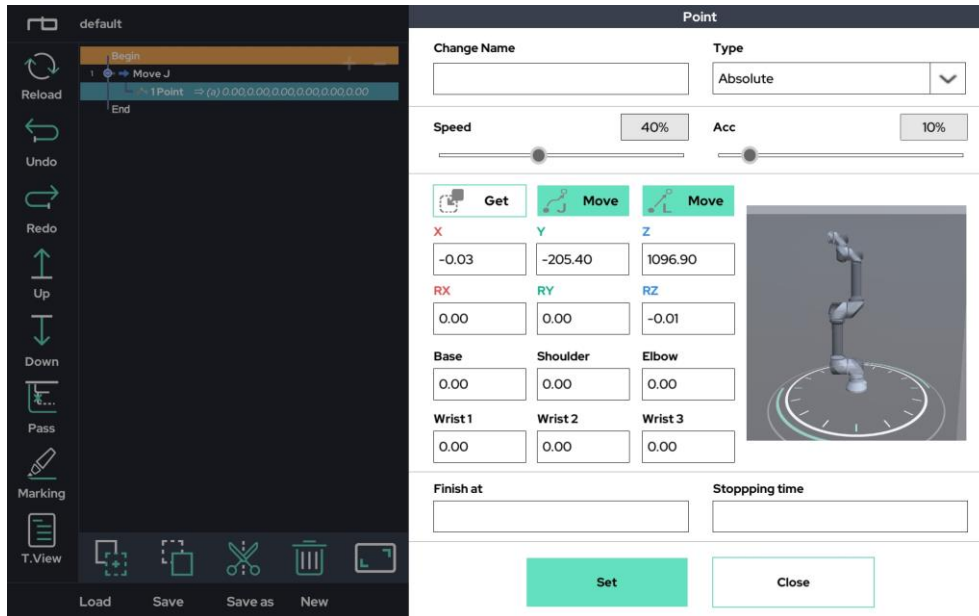 default
Point
Reload
Undo
Redo
Up
Down
Pass
Marking
T.View
Begin
1 Move J
1 Point ⇒ (a) 0.00,0.00,0.00,0.00,0.00,0.00
End
Load Save Save as New
Change Name Type
Absolute
Speed 40% Acc 10%
Get J Move L Move
X Y Z
-0.03 -205.40 1096.90
RX RY RZ
0.00 0.00 -0.01
Base Shoulder Elbow
0.00 0.00 0.00
Wrist 1 Wrist 2 Wrist 3
0.00 0.00 0.00
Finish at Stoppping time
Set Close